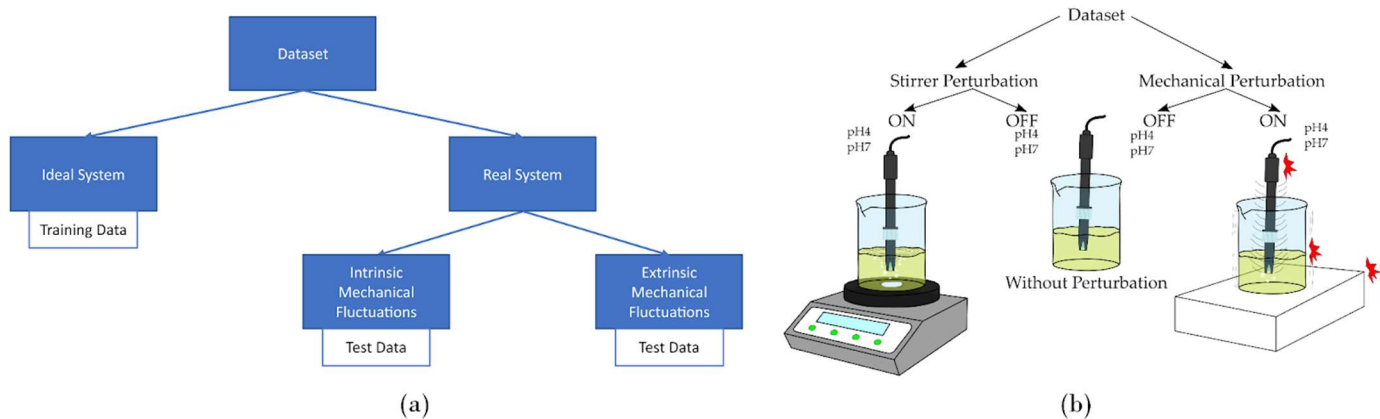 Dataset
Ideal System
Training Data
Real System
Intrinsic
Mechanical
Fluctuations
Test Data
Extrinsic
Mechanical
Fluctuations
Test Data
(a)
Dataset
Stirrer Perturbation
Mechanical Perturbation
ON
OFF
OFF
ON
pH4
pH7
pH4
pH7
pH4
pH7
pH4
pH7
Without Perturbation
(b)